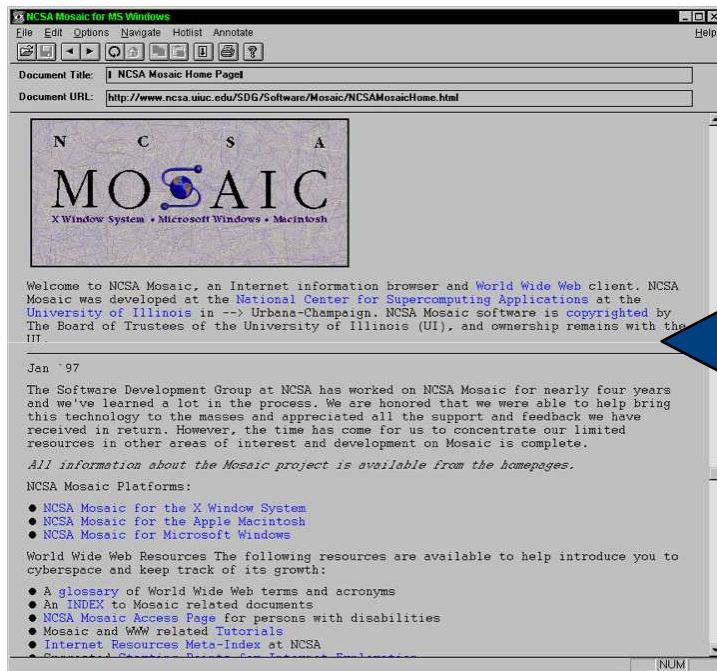 NCSA Mosaic for MS Windows
File Edit Options Navigate Hotlist Annotate Help
Document Title: NCSA Mosaic Home Page
Document URL: http://www.ncsa.uiuc.edu/SDG/Software/Mosaic/NCSAMosaicHome.html
N C S A
MOSAIC
X Window System • Microsoft Windows • Macintosh
Welcome to NCSA Mosaic, an Internet information browser and World Wide Web client. NCSA
Mosaic was developed at the National Center for Supercomputing Applications at the
University of Illinois in --> Urbana-Champaign. NCSA Mosaic software is copyrighted by
The Board of Trustees of the University of Illinois (UI), and ownership remains with the
UI.
Jan `97
The Software Development Group at NCSA has worked on NCSA Mosaic for nearly four years
and we've learned a lot in the process. We are honored that we were able to help bring
this technology to the masses and appreciated all the support and feedback we have
received in return. However, the time has come for us to concentrate our limited
resources in other areas of interest and development on Mosaic is complete.
All information about the Mosaic project is available from the homepages.
NCSA Mosaic Platforms:
● NCSA Mosaic for the X Window System
● NCSA Mosaic for the Apple Macintosh
● NCSA Mosaic for Microsoft Windows
World Wide Web Resources The following resources are available to help introduce you to
cyberspace and keep track of its growth:
● A glossary of World Wide Web terms and acronyms
● An INDEX to Mosaic related documents
● NCSA Mosaic Access Page for persons with disabilities
● Mosaic and WWW related Tutorials
● Internet Resources Meta-Index at NCSA
● Suggested Starting Points for Internet Exploration
NUM